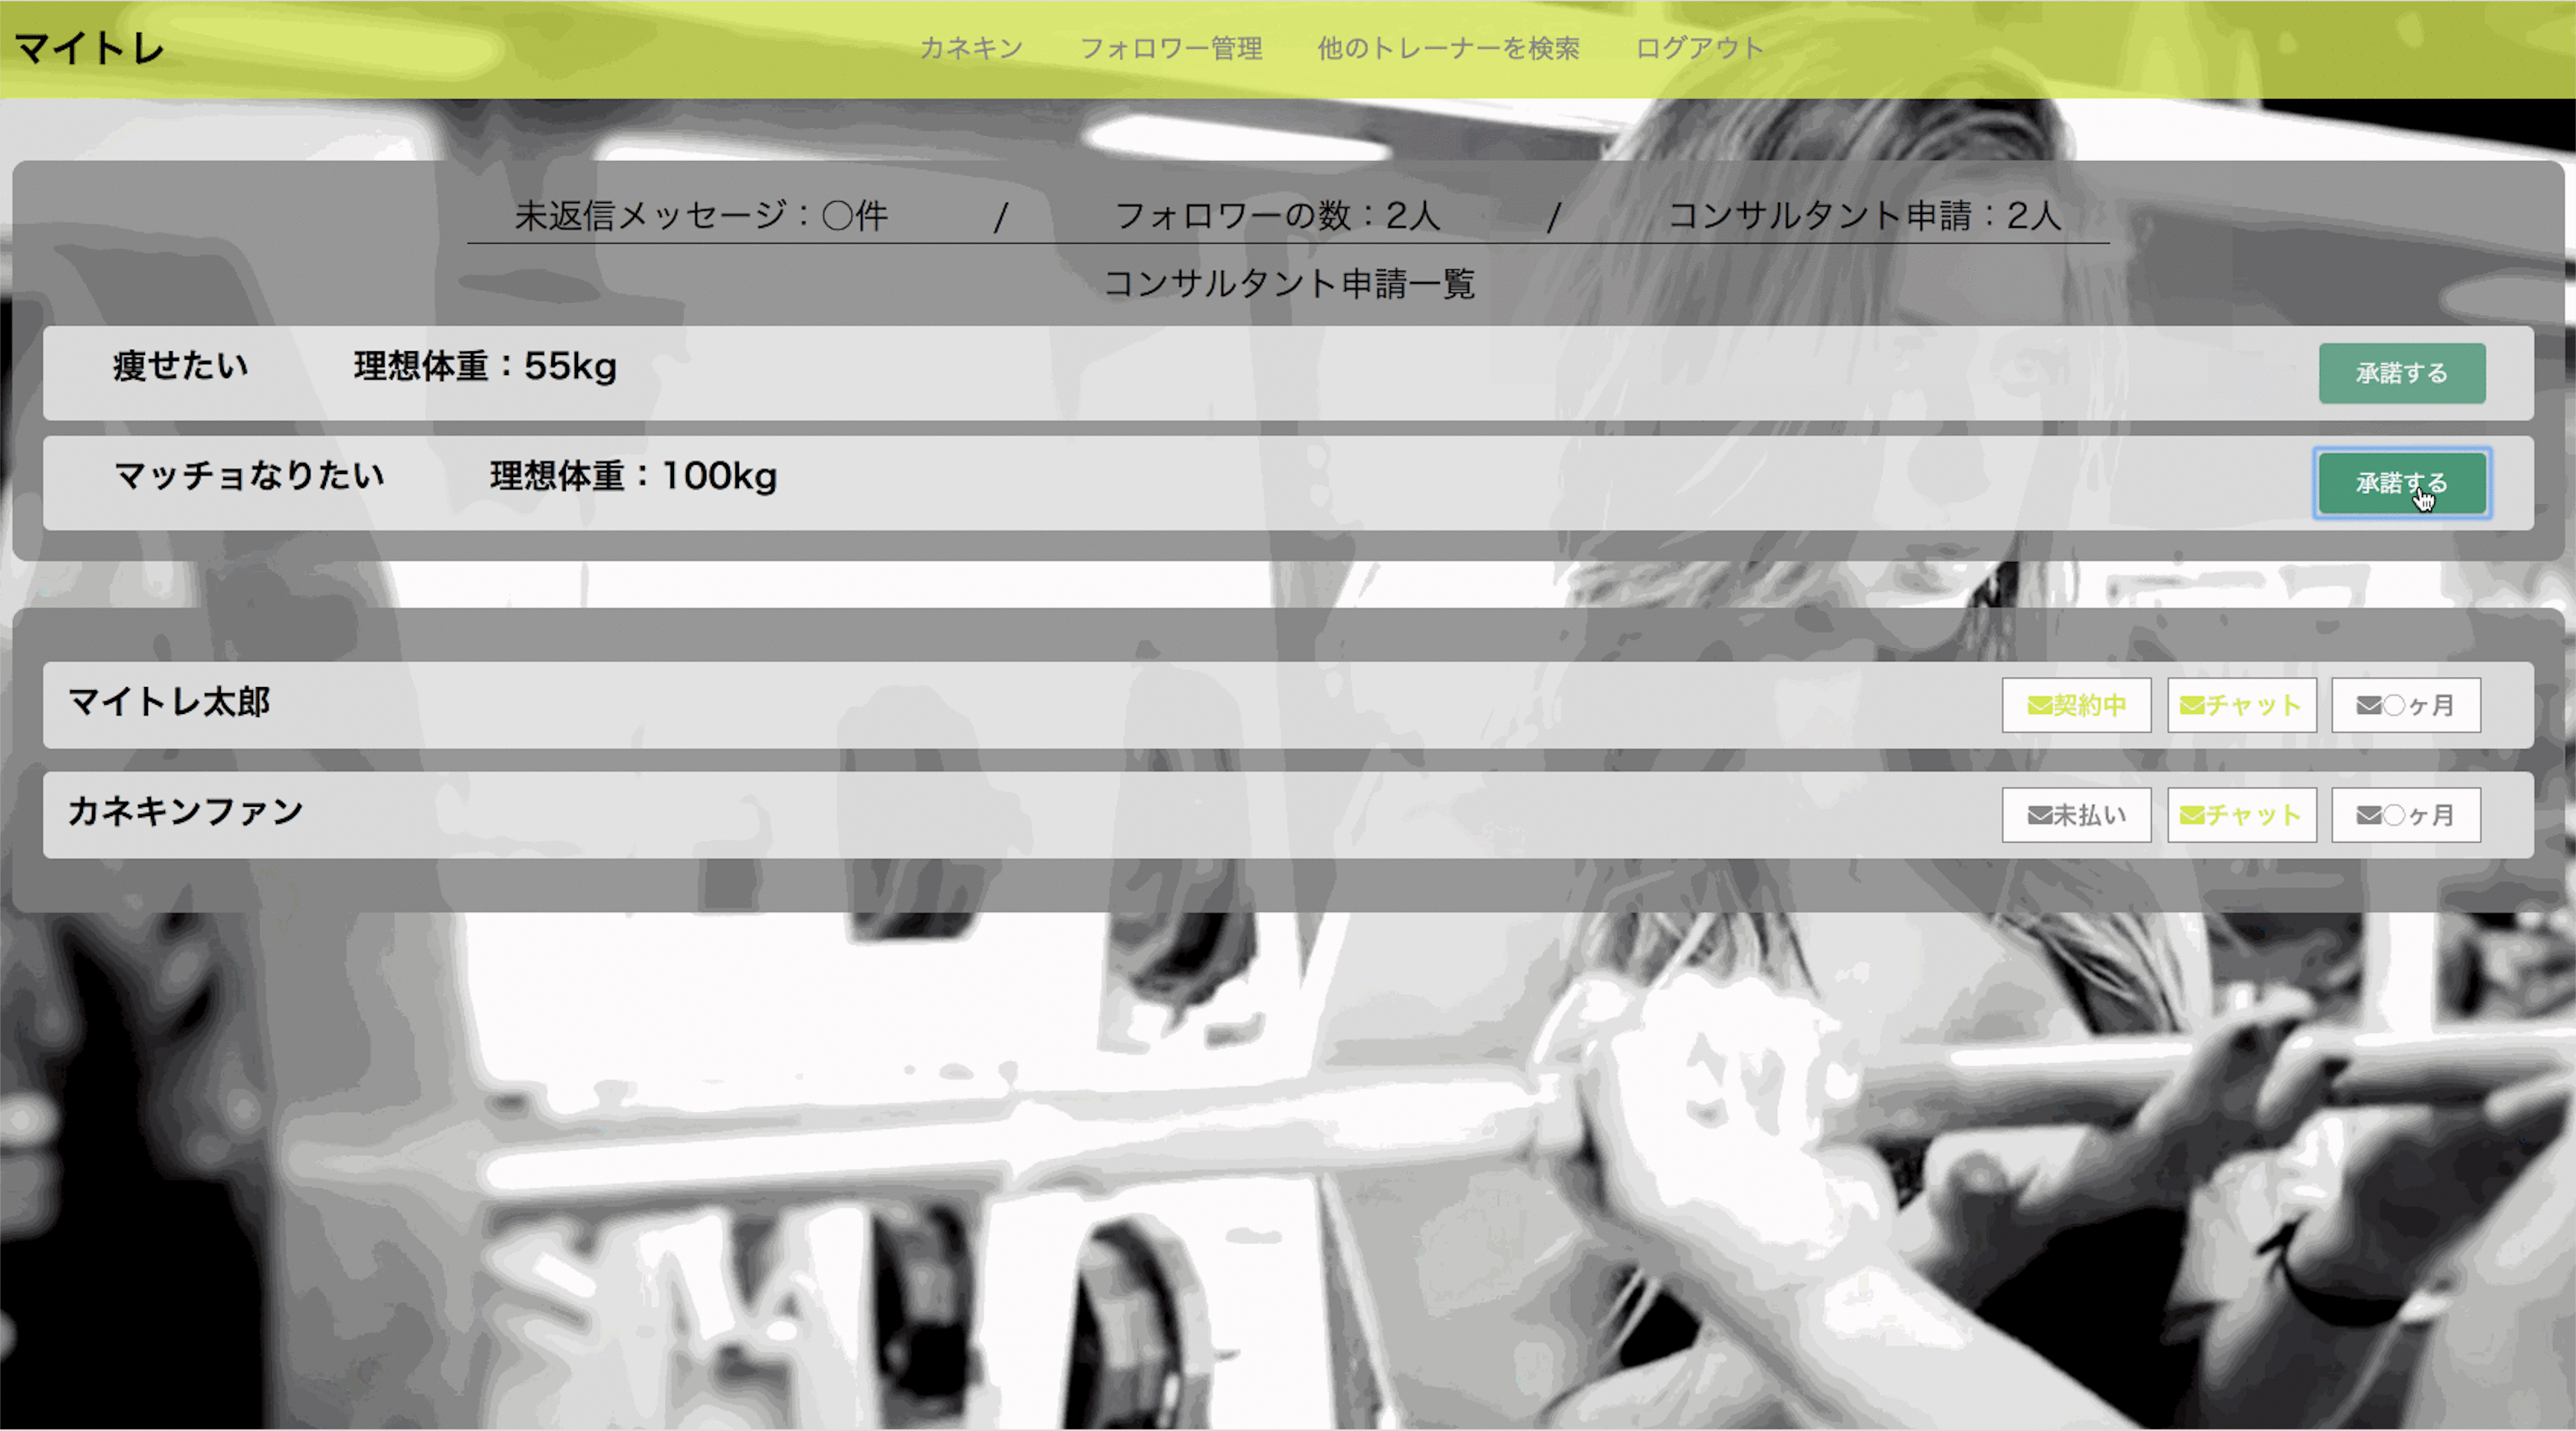 マイトレ カネキン フォロワー管理 他のトレーナーを検索 ログアウト
未返信メッセージ：〇件 / フォロワーの数：2人 / コンサルタント申請：2人
コンサルタント申請一覧
痩せたい 理想体重：55kg 承諾する
マッチョなりたい 理想体重：100kg 承諾する
マイトレ太郎 契約中 チャット 〇ヶ月
カネキンファン 未払い チャット 〇ヶ月